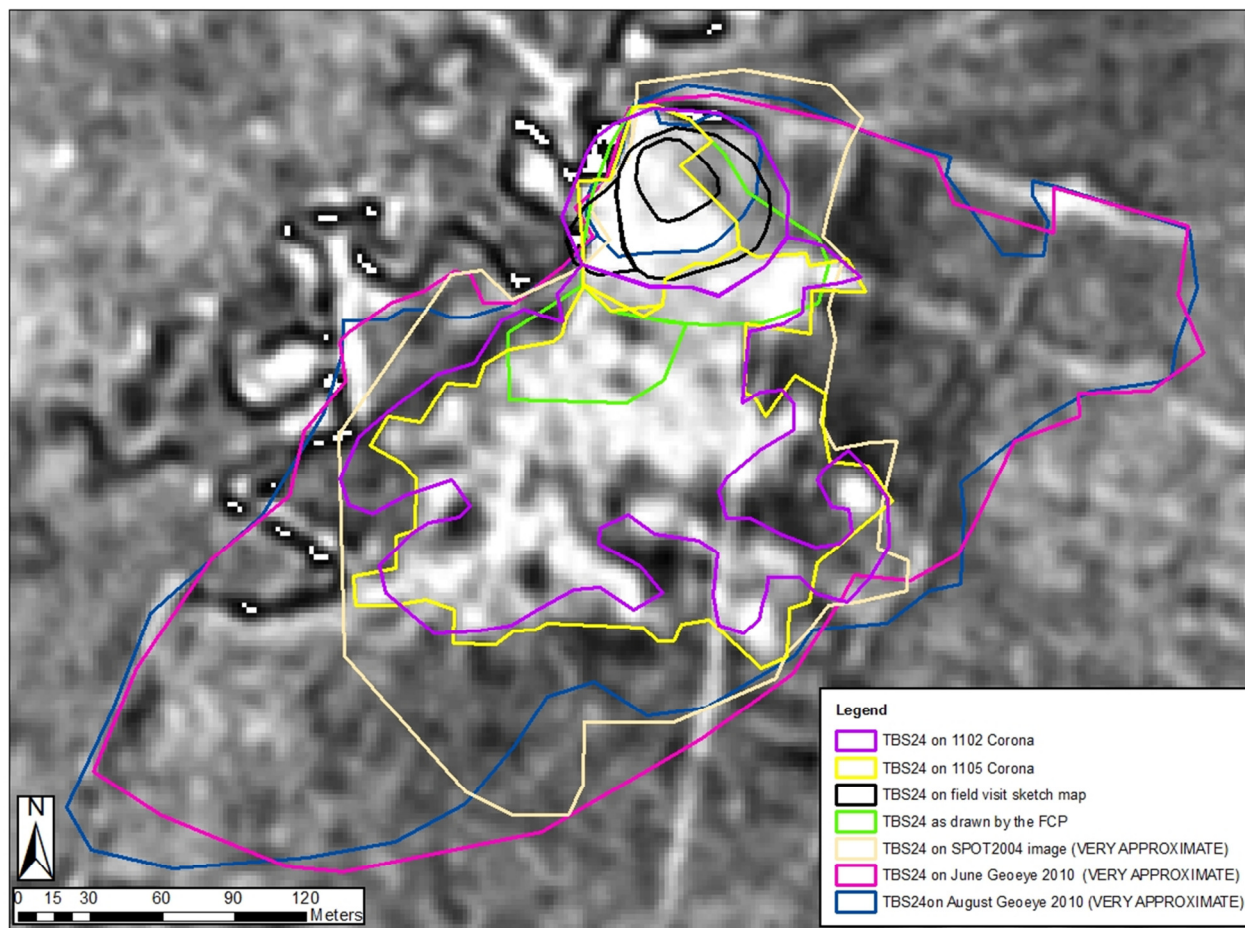 Legend
TBS24 on 1102 Corona
TBS24 on 1105 Corona
TBS24 on field visit sketch map
TBS24 as drawn by the FCP
TBS24 on SPOT2004 image (VERY APPROXIMATE)
TBS24 on June Geoeye 2010 (VERY APPROXIMATE)
TBS24on August Geoeye 2010 (VERY APPROXIMATE)
N
0 15 30 60 90 120
Meters